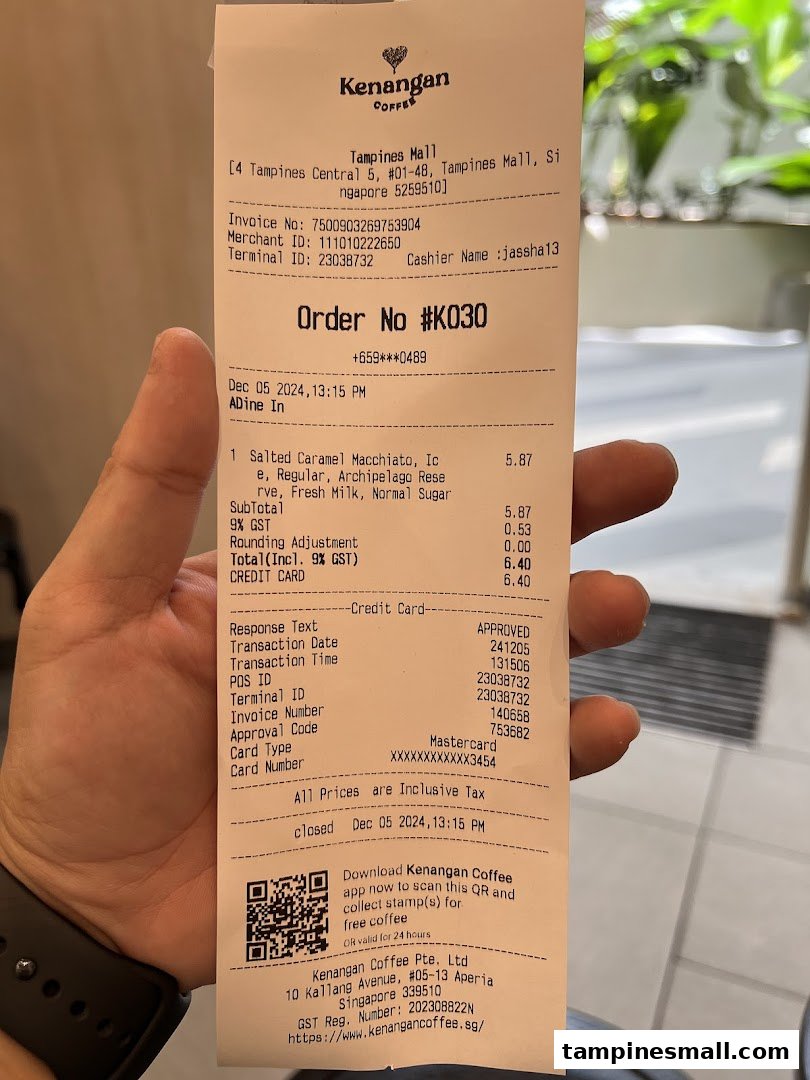 Kenangan
COFFEE
Tampines Mall
[4 Tampines Central 5, #01-48, Tampines Mall, Si
ngapore 5259510]
Invoice No: 7500903269753904
Merchant ID: 111010222650
Terminal ID: 23038732 Cashier Name :jassha13
Order No #K030
+659***0489
Dec 05 2024,13:15 PM
ADine In
1 Salted Caramel Macchiato, Ic 5.87
e, Regular, Archipelago Rese
rve, Fresh Milk, Normal Sugar
SubTotal 5.87
9% GST 0.53
Rounding Adjustment 0.00
Total(Incl. 9% GST) 6.40
CREDIT CARD 6.40
Credit Card
Response Text APPROVED
Transaction Date 241205
Transaction Time 131506
POS ID 23038732
Terminal ID 23038732
Invoice Number 140658
Approval Code 753682
Card Type Mastercard
Card Number XXXXXXXXXXXX3454
All Prices are Inclusive Tax
closed Dec 05 2024,13:15 PM
Download Kenangan Coffee
app now to scan this QR and
collect stamp(s) for
free coffee
QR valid for 24 hours
Kenangan Coffee Pte. Ltd
10 Kallang Avenue, #05-13 Aperia
Singapore 339510
GST Reg. Number: 202308822N
https://www.kenangancoffee.sg/
tampinesmall.com